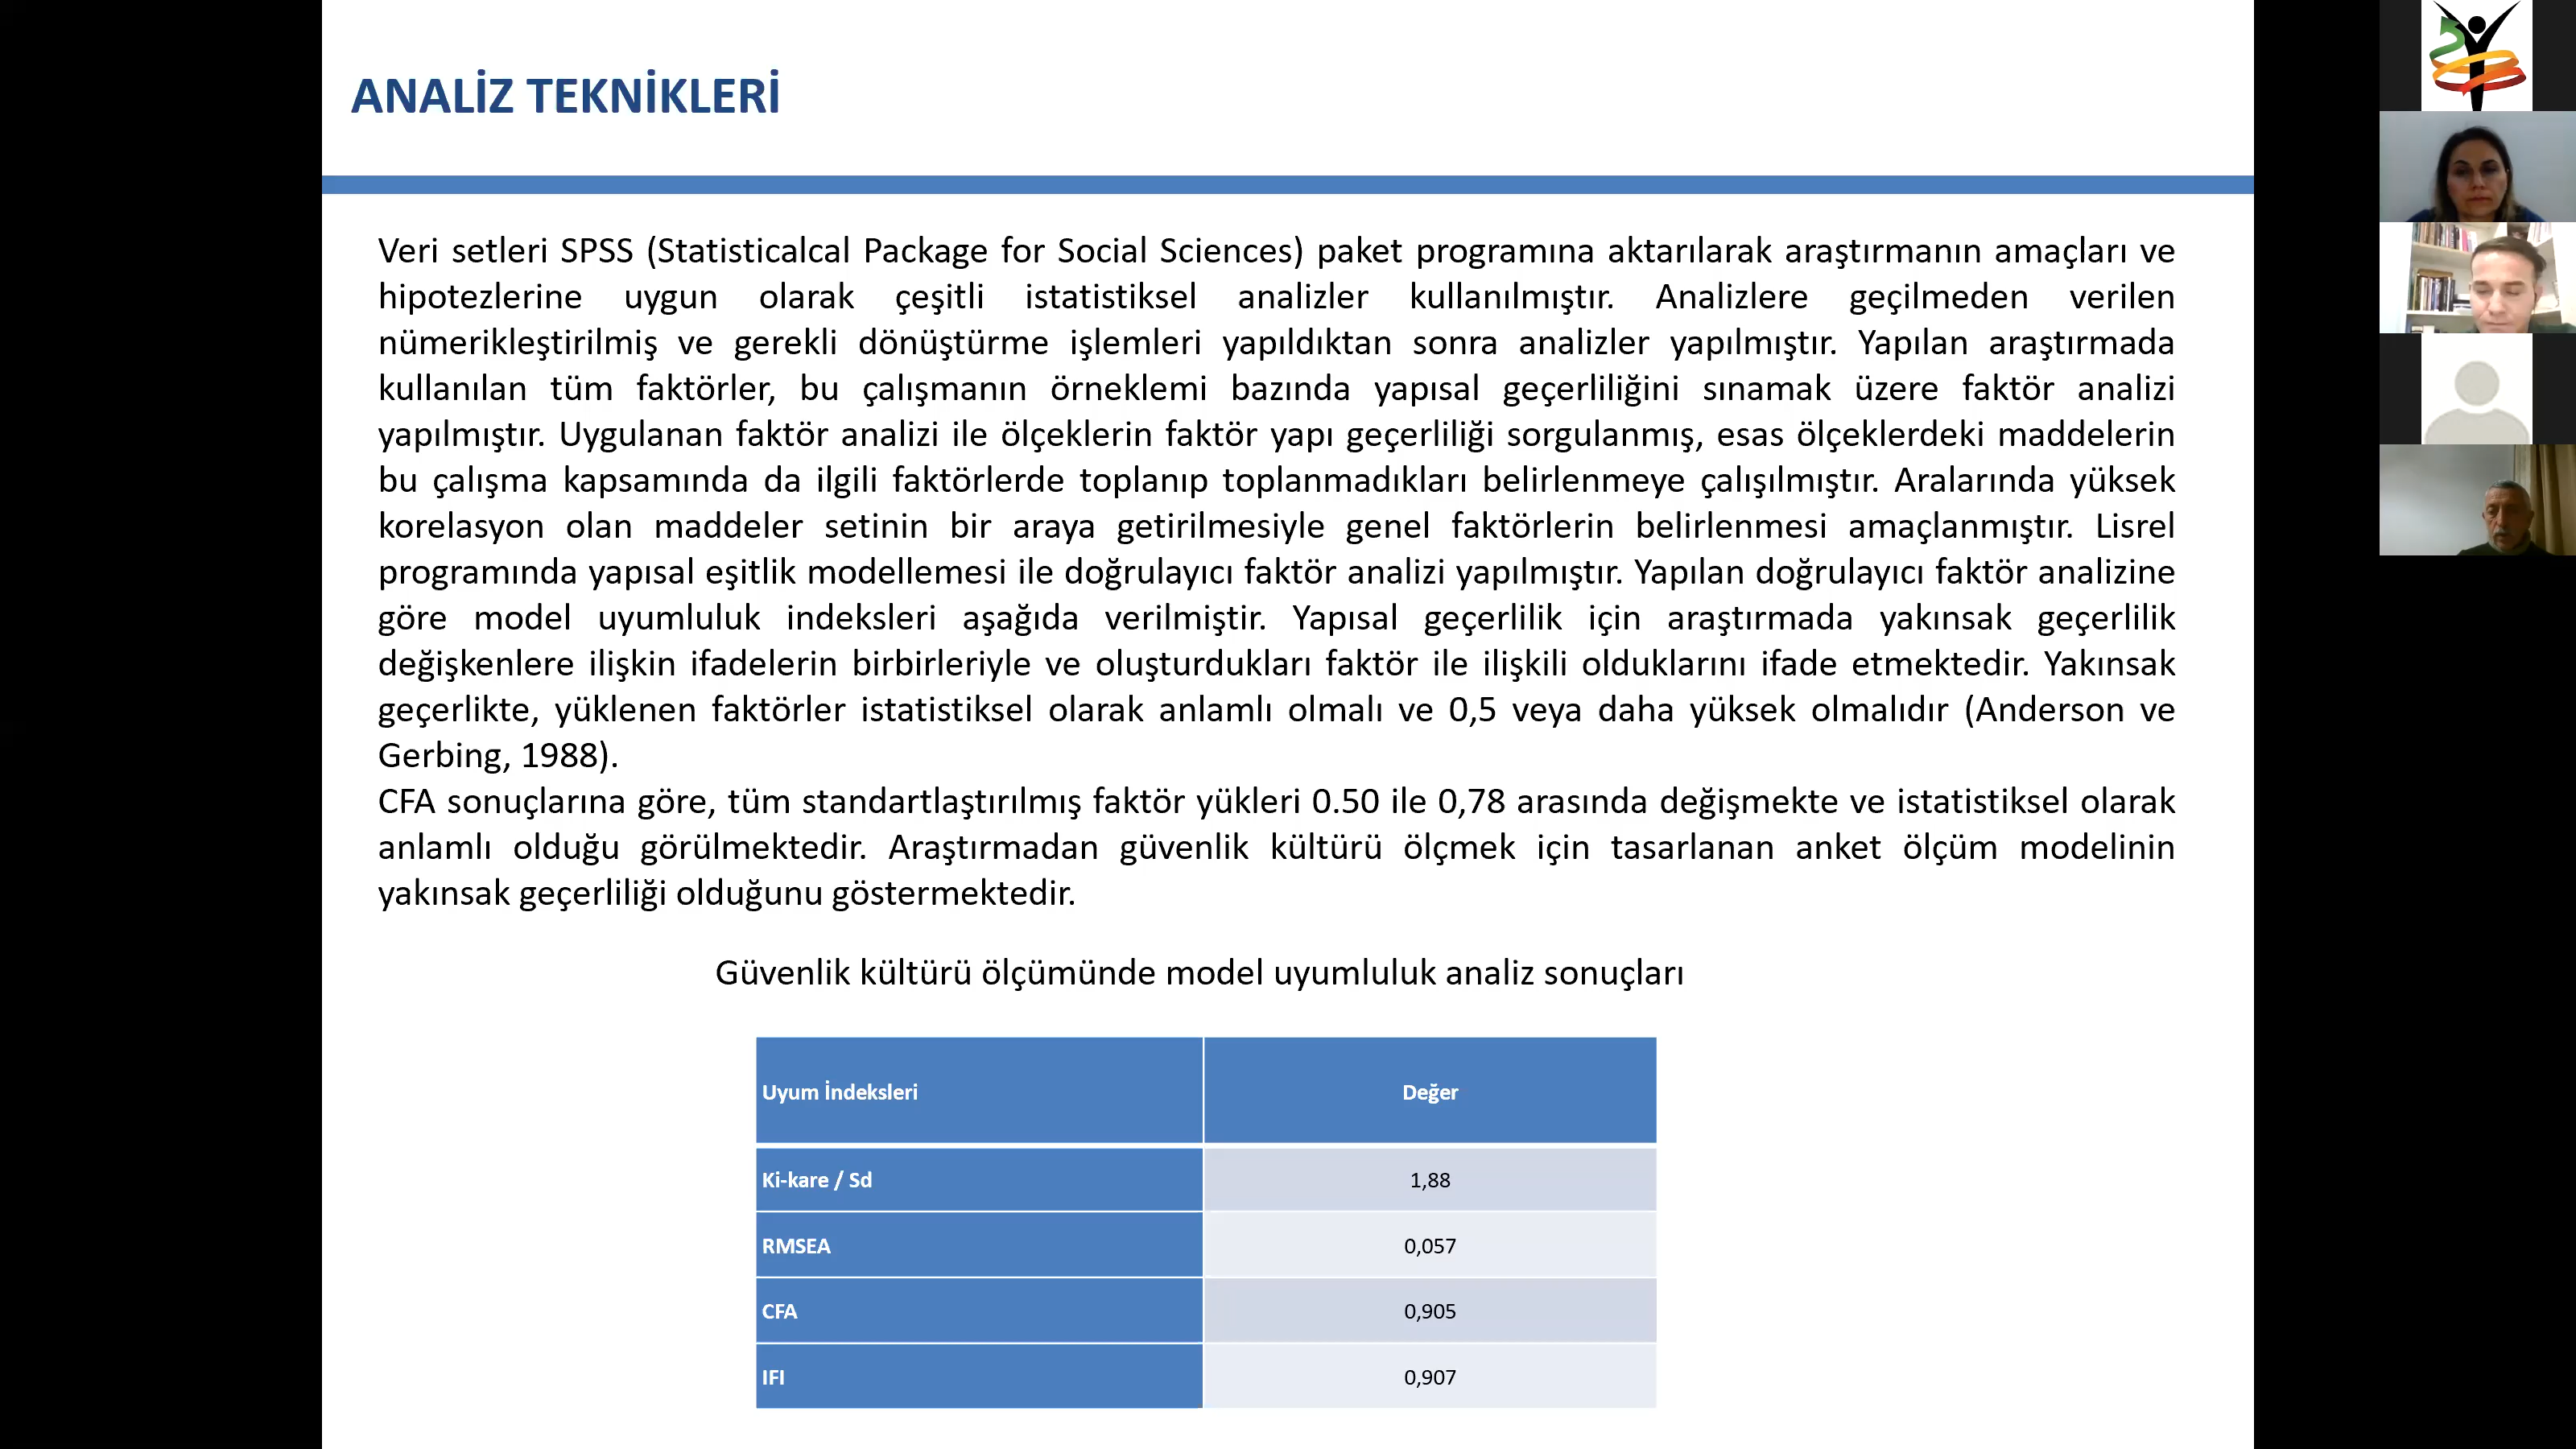 ANALİZ TEKNİKLERİ
Veri setleri SPSS (Statisticalcal Package for Social Sciences) paket programına aktarılarak araştırmanın amaçları ve
hipotezlerine uygun olarak çeşitli istatistiksel analizler kullanılmıştır. Analizlere geçilmeden verilen
nümerikleştirilmiş ve gerekli dönüştürme işlemleri yapıldıktan sonra analizler yapılmıştır. Yapılan araştırmada
kullanılan tüm faktörler, bu çalışmanın örneklemi bazında yapısal geçerliliğini sınamak üzere faktör analizi
yapılmıştır. Uygulanan faktör analizi ile ölçeklerin faktör yapı geçerliliği sorgulanmış, esas ölçeklerdeki maddelerin
bu çalışma kapsamında da ilgili faktörlerde toplanıp toplanmadıkları belirlenmeye çalışılmıştır. Aralarında yüksek
korelasyon olan maddeler setinin bir araya getirilmesiyle genel faktörlerin belirlenmesi amaçlanmıştır. Lisrel
programında yapısal eşitlik modellemesi ile doğrulayıcı faktör analizi yapılmıştır. Yapılan doğrulayıcı faktör analizine
göre model uyumluluk indeksleri aşağıda verilmiştir. Yapısal geçerlilik için araştırmada yakınsak geçerlilik
değişkenlere ilişkin ifadelerin birbirleriyle ve oluşturdukları faktör ile ilişkili olduklarını ifade etmektedir. Yakınsak
geçerlikte, yüklenen faktörler istatistiksel olarak anlamlı olmalı ve 0,5 veya daha yüksek olmalıdır (Anderson ve
Gerbing, 1988).
CFA sonuçlarına göre, tüm standartlaştırılmış faktör yükleri 0.50 ile 0,78 arasında değişmekte ve istatistiksel olarak
anlamlı olduğu görülmektedir. Araştırmadan güvenlik kültürü ölçmek için tasarlanan anket ölçüm modelinin
yakınsak geçerliliği olduğunu göstermektedir.
Güvenlik kültürü ölçümünde model uyumluluk analiz sonuçları
Uyum İndeksleri Değer
Ki-kare / Sd 1,88
RMSEA 0,057
CFA 0,905
IFI 0,907